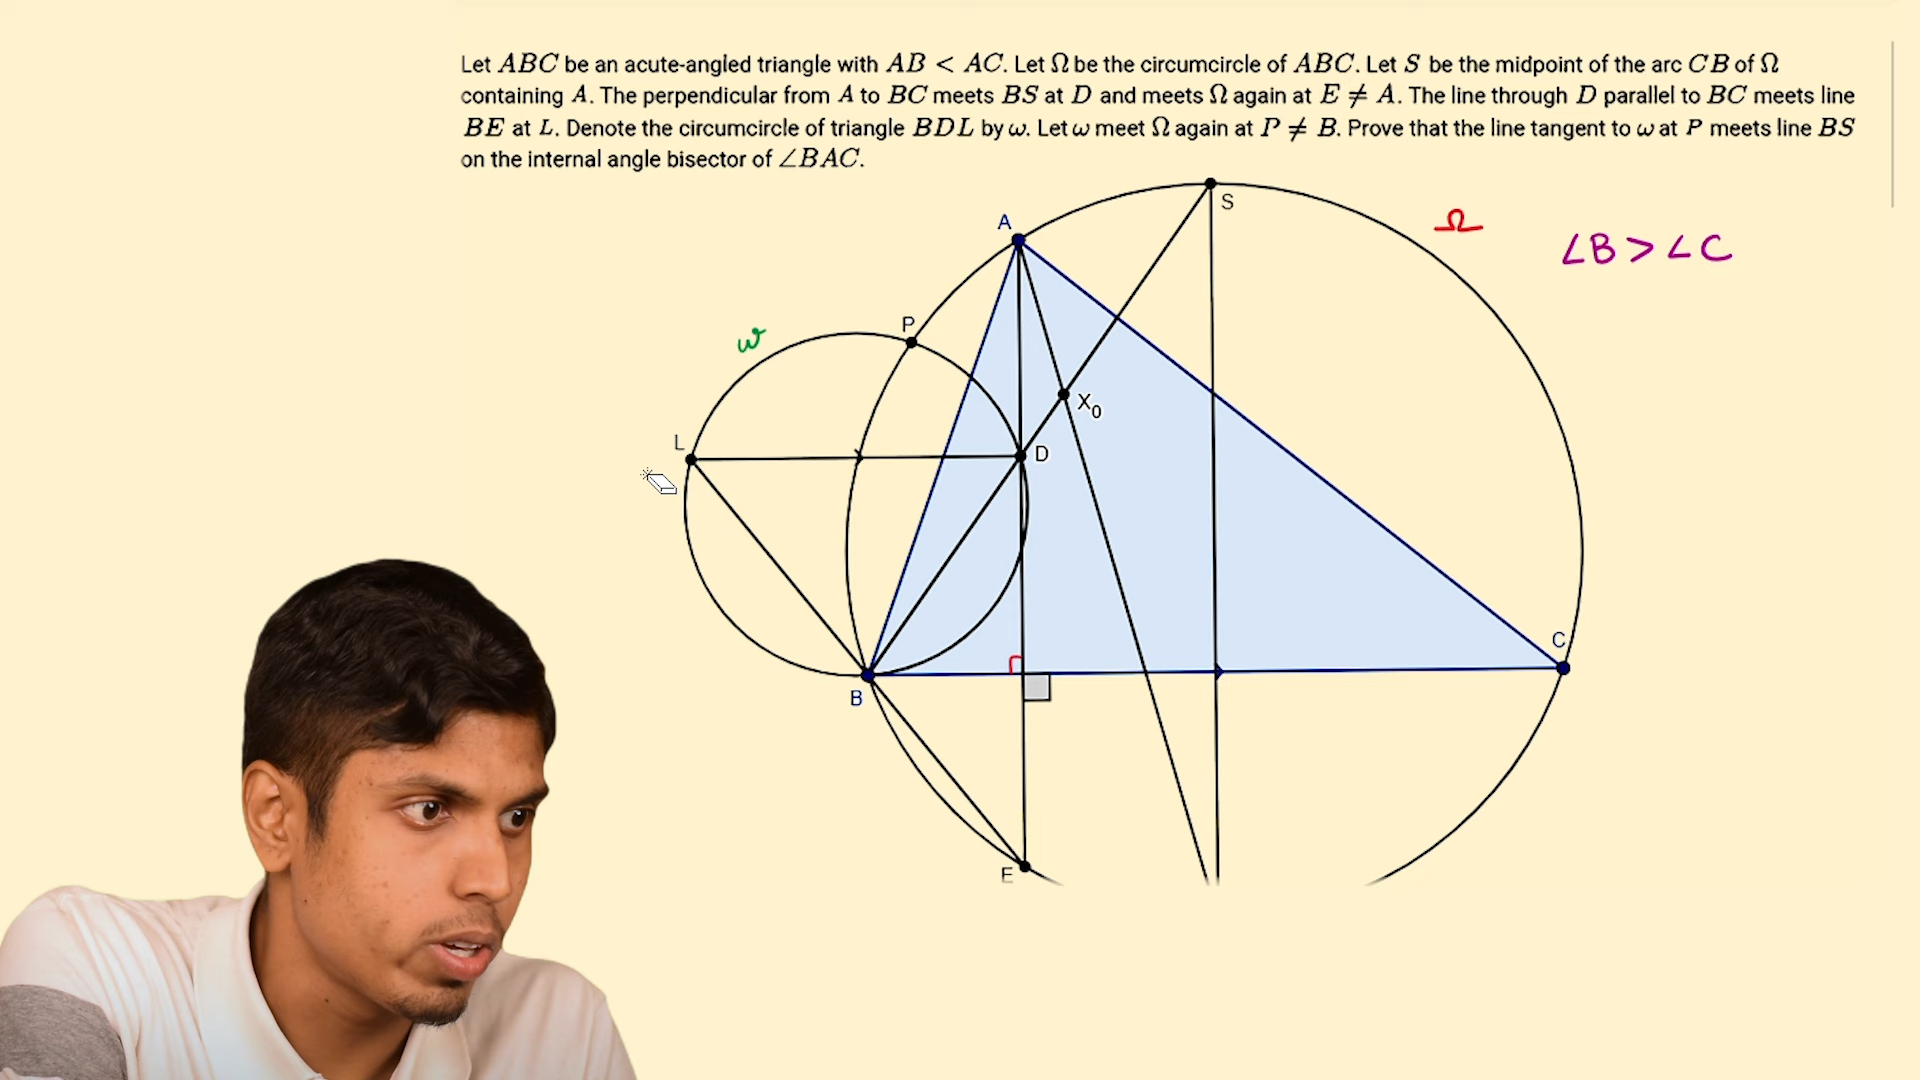 Let ABC be an acute-angled triangle with AB < AC. Let Ω be the circumcircle of ABC. Let S be the midpoint of the arc CB of Ω
containing A. The perpendicular from A to BC meets BS at D and meets Ω again at E ≠ A. The line through D parallel to BC meets line
BE at L. Denote the circumcircle of triangle BDL by ω. Let ω meet Ω again at P ≠ B. Prove that the line tangent to ω at P meets line BS
on the internal angle bisector of ∠BAC.
S
A
Ω
∠B > ∠C
P
ω
X₀
L
D
C
B
E